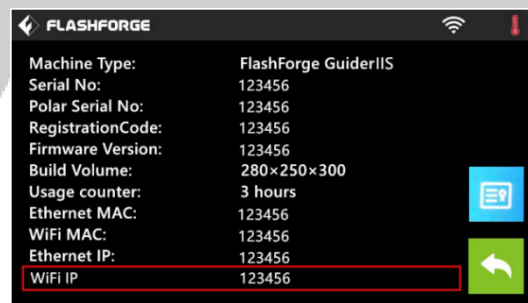 FLASHFORGE
Machine Type: FlashForge GuiderIIS
Serial No: 123456
Polar Serial No: 123456
RegistrationCode: 123456
Firmware Version: 123456
Build Volume: 280×250×300
Usage counter: 3 hours
Ethernet MAC: 123456
WiFi MAC: 123456
Ethernet IP: 123456
WiFi IP 123456